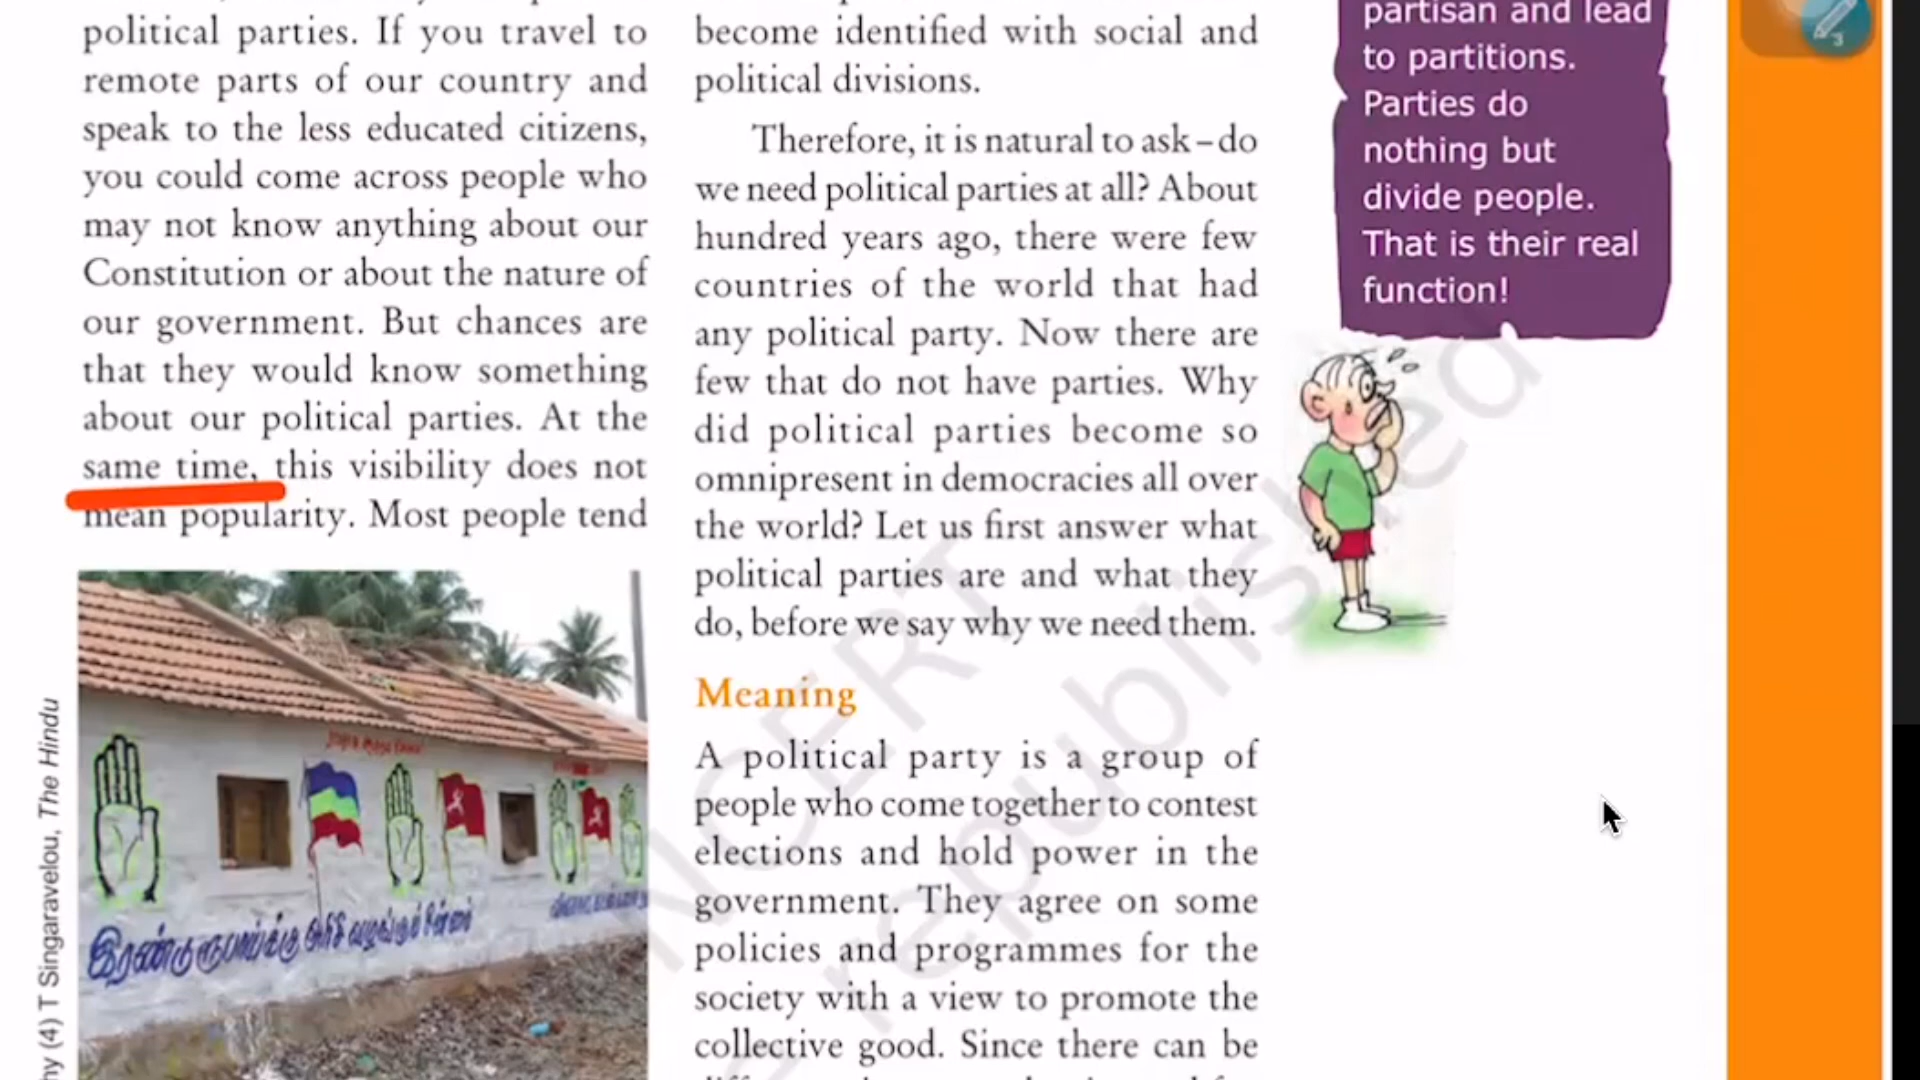 political parties. If you travel to
remote parts of our country and
speak to the less educated citizens,
you could come across people who
may not know anything about our
Constitution or about the nature of
our government. But chances are
that they would know something
about our political parties. At the
same time, this visibility does not
mean popularity. Most people tend
hy (4) T Singaravelou, The Hindu
இரண்டு ரூபாய்க்கு அரிசி வழங்கும் சின்னம்
become identified with social and
political divisions.
Therefore, it is natural to ask – do
we need political parties at all? About
hundred years ago, there were few
countries of the world that had
any political party. Now there are
few that do not have parties. Why
did political parties become so
omnipresent in democracies all over
the world? Let us first answer what
political parties are and what they
do, before we say why we need them.
Meaning
A political party is a group of
people who come together to contest
elections and hold power in the
government. They agree on some
policies and programmes for the
society with a view to promote the
collective good. Since there can be
partisan and lead
to partitions.
Parties do
nothing but
divide people.
That is their real
function!
NCERT
republished
3